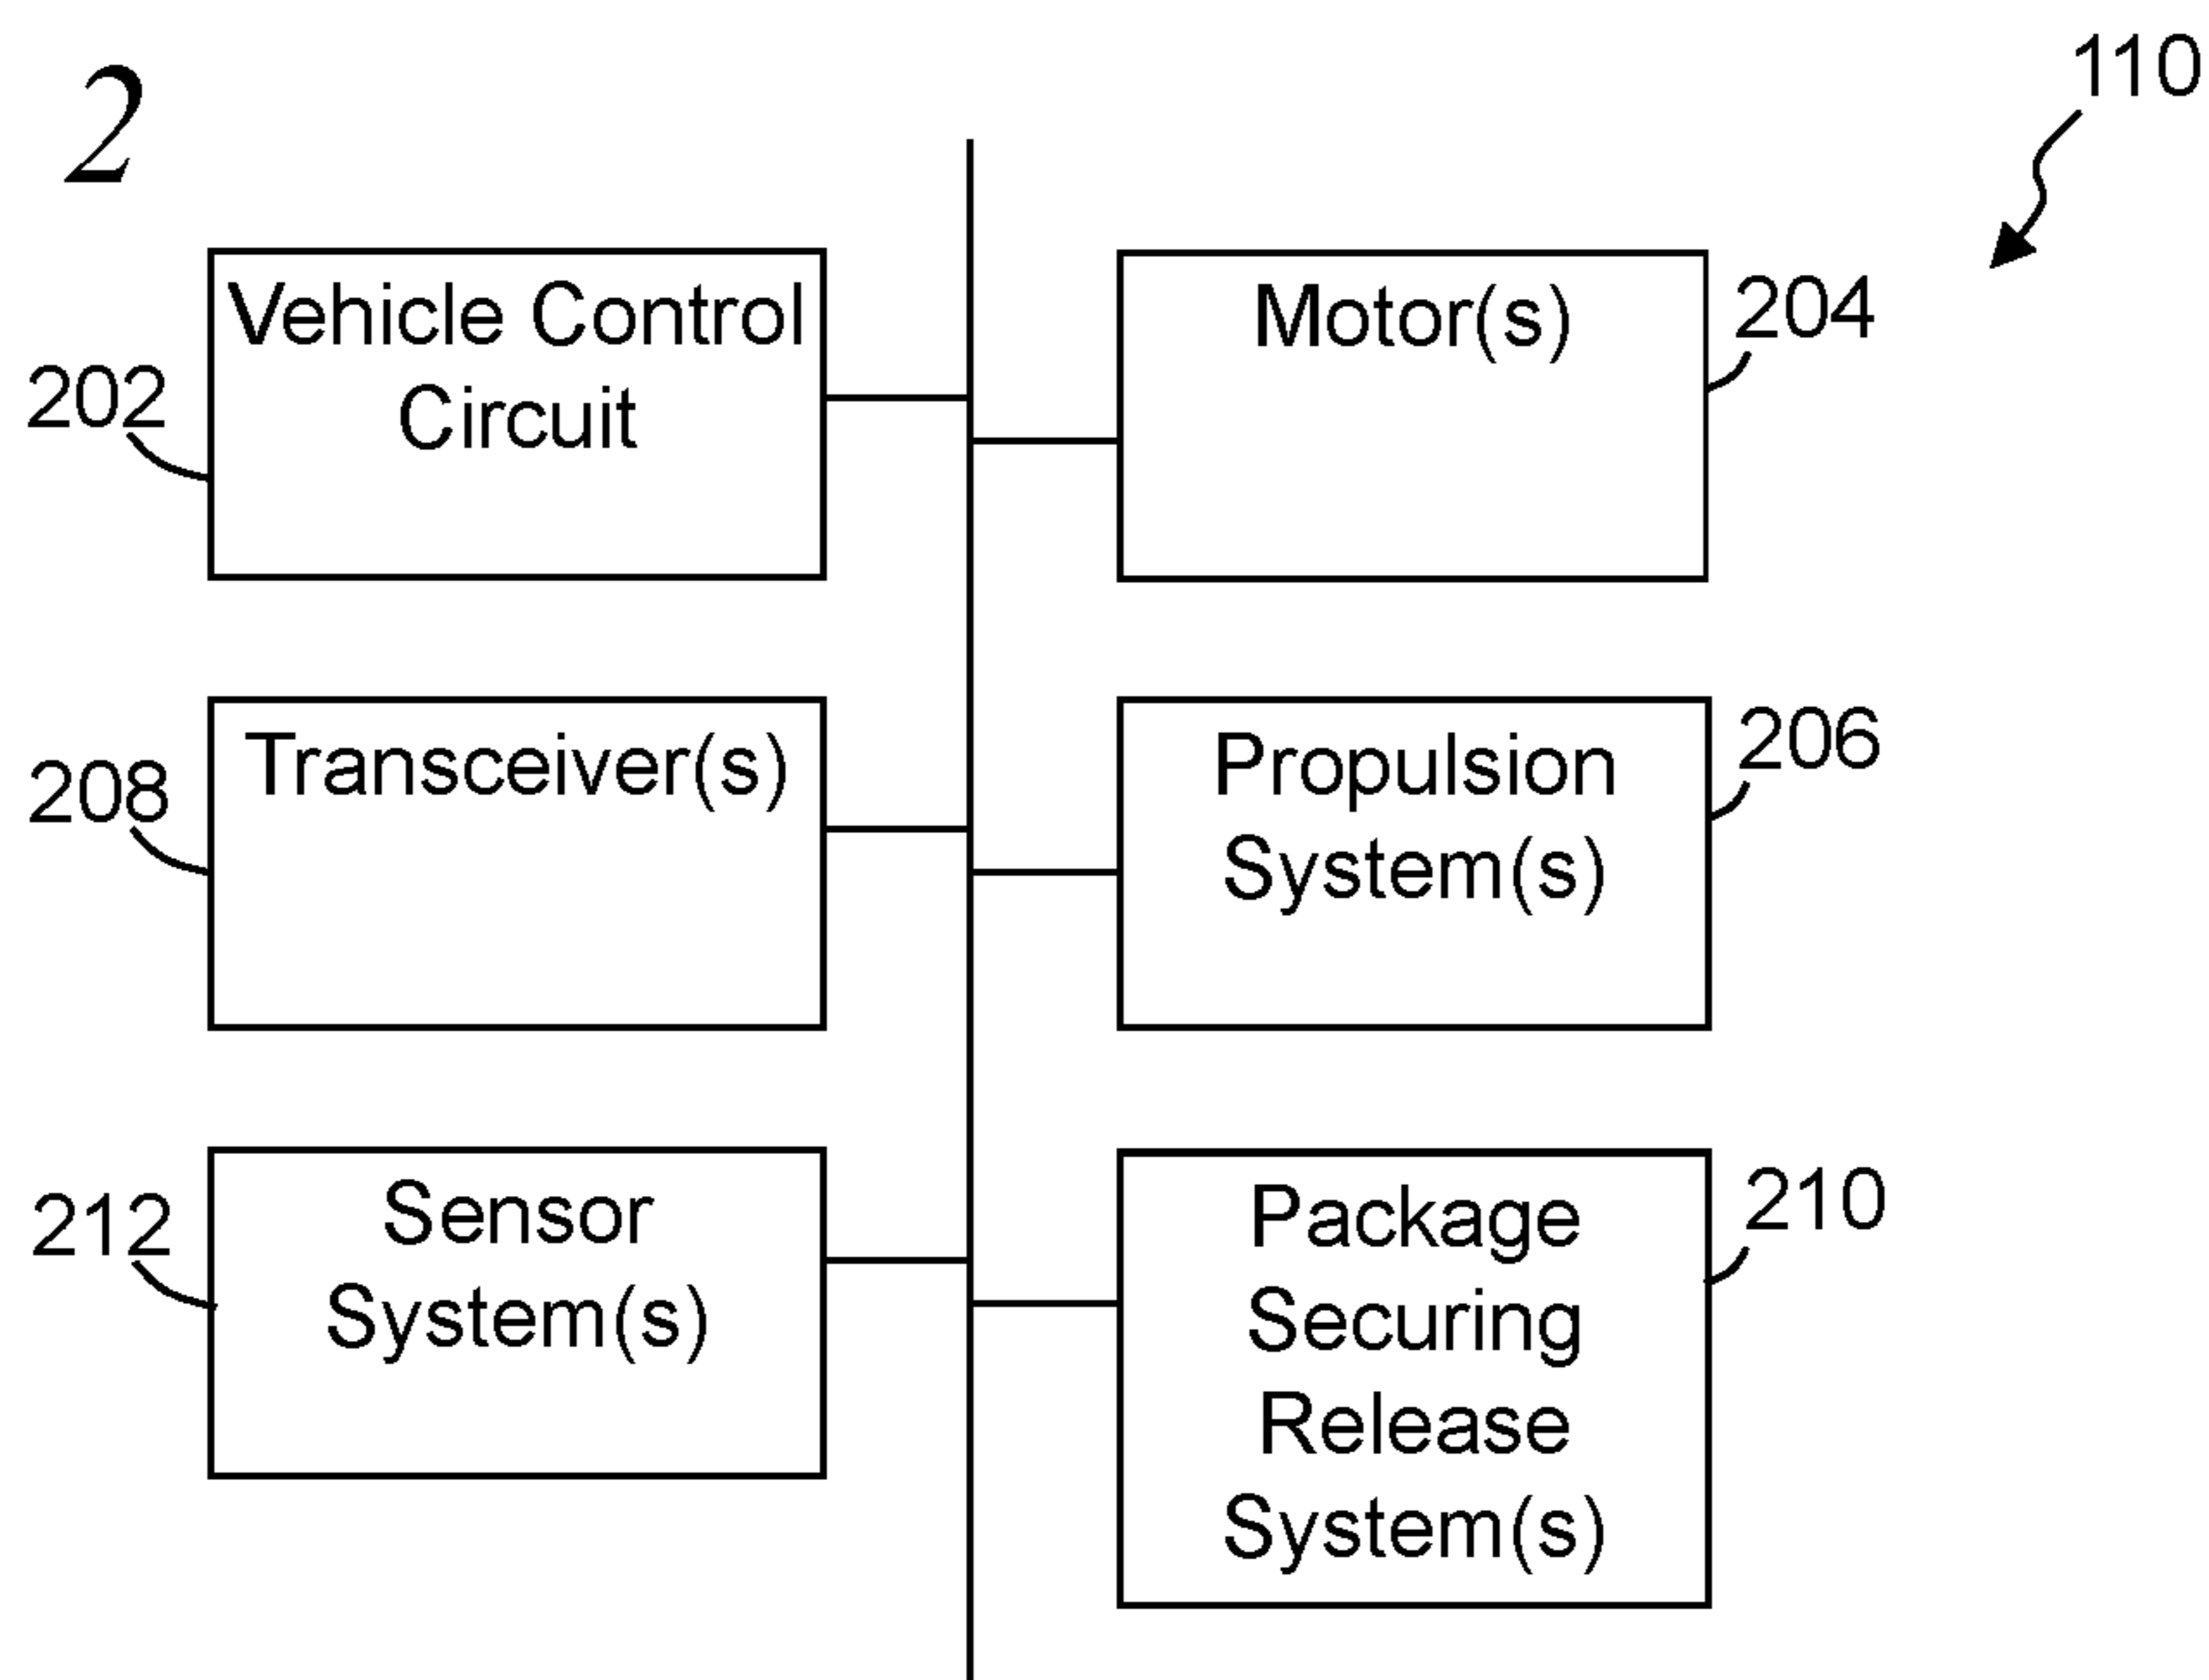 2
110
Vehicle Control
Circuit
202
Motor(s)
204
Transceiver(s)
208
Propulsion
System(s)
206
Sensor
System(s)
212
Package
Securing
Release
System(s)
210